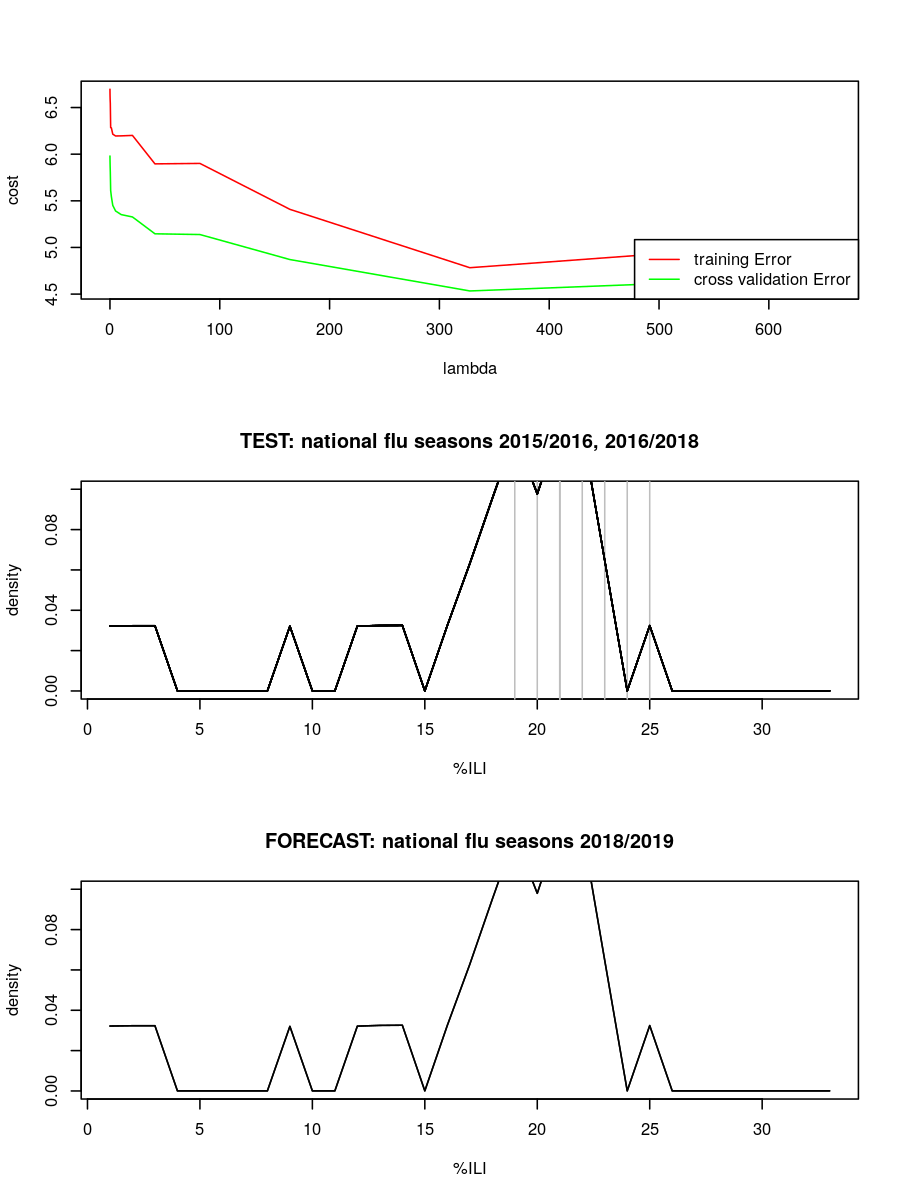 cost
6.5
6.0
5.5
5.0
4.5
training Error
cross validation Error
0 100 200 300 400 500 600
lambda
TEST: national flu seasons 2015/2016, 2016/2018
density
0.08
0.04
0.00
0 5 10 15 20 25 30
%ILI
FORECAST: national flu seasons 2018/2019
density
0.08
0.04
0.00
0 5 10 15 20 25 30
%ILI